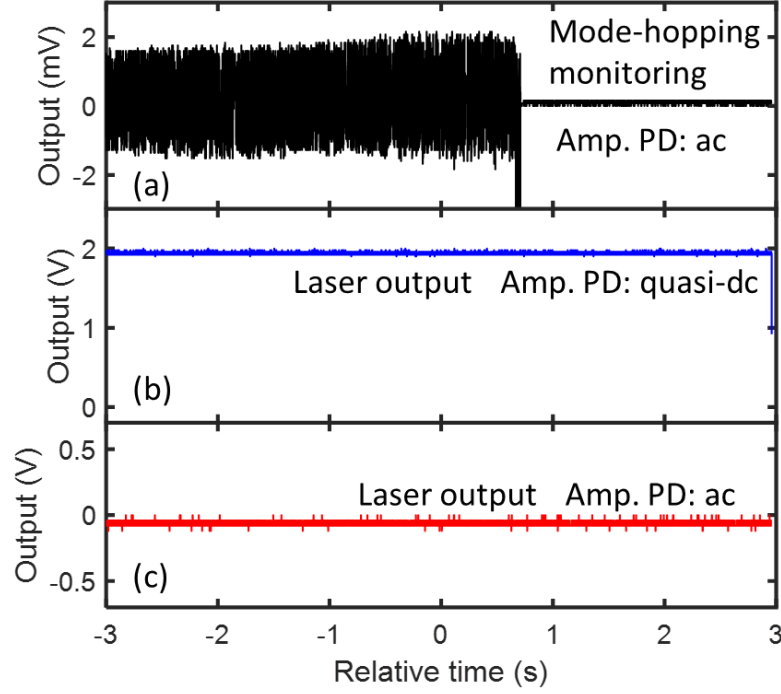 Output (mV)
2
0
-2
Mode-hopping
monitoring
Amp. PD: ac
(a)
Output (V)
2
1
0
Laser output Amp. PD: quasi-dc
(b)
Output (V)
0.5
0
-0.5
Laser output Amp. PD: ac
(c)
-3 -2 -1 0 1 2 3
Relative time (s)